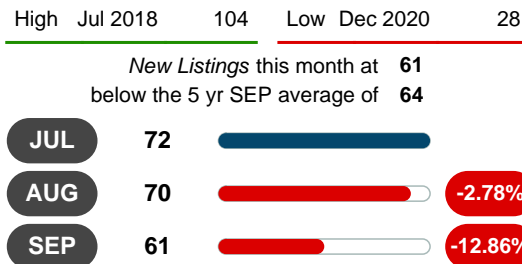 High Jul 2018 104 Low Dec 2020 28
New Listings this month at 61
below the 5 yr SEP average of 64
JUL 72
AUG 70 -2.78%
SEP 61 -12.86%